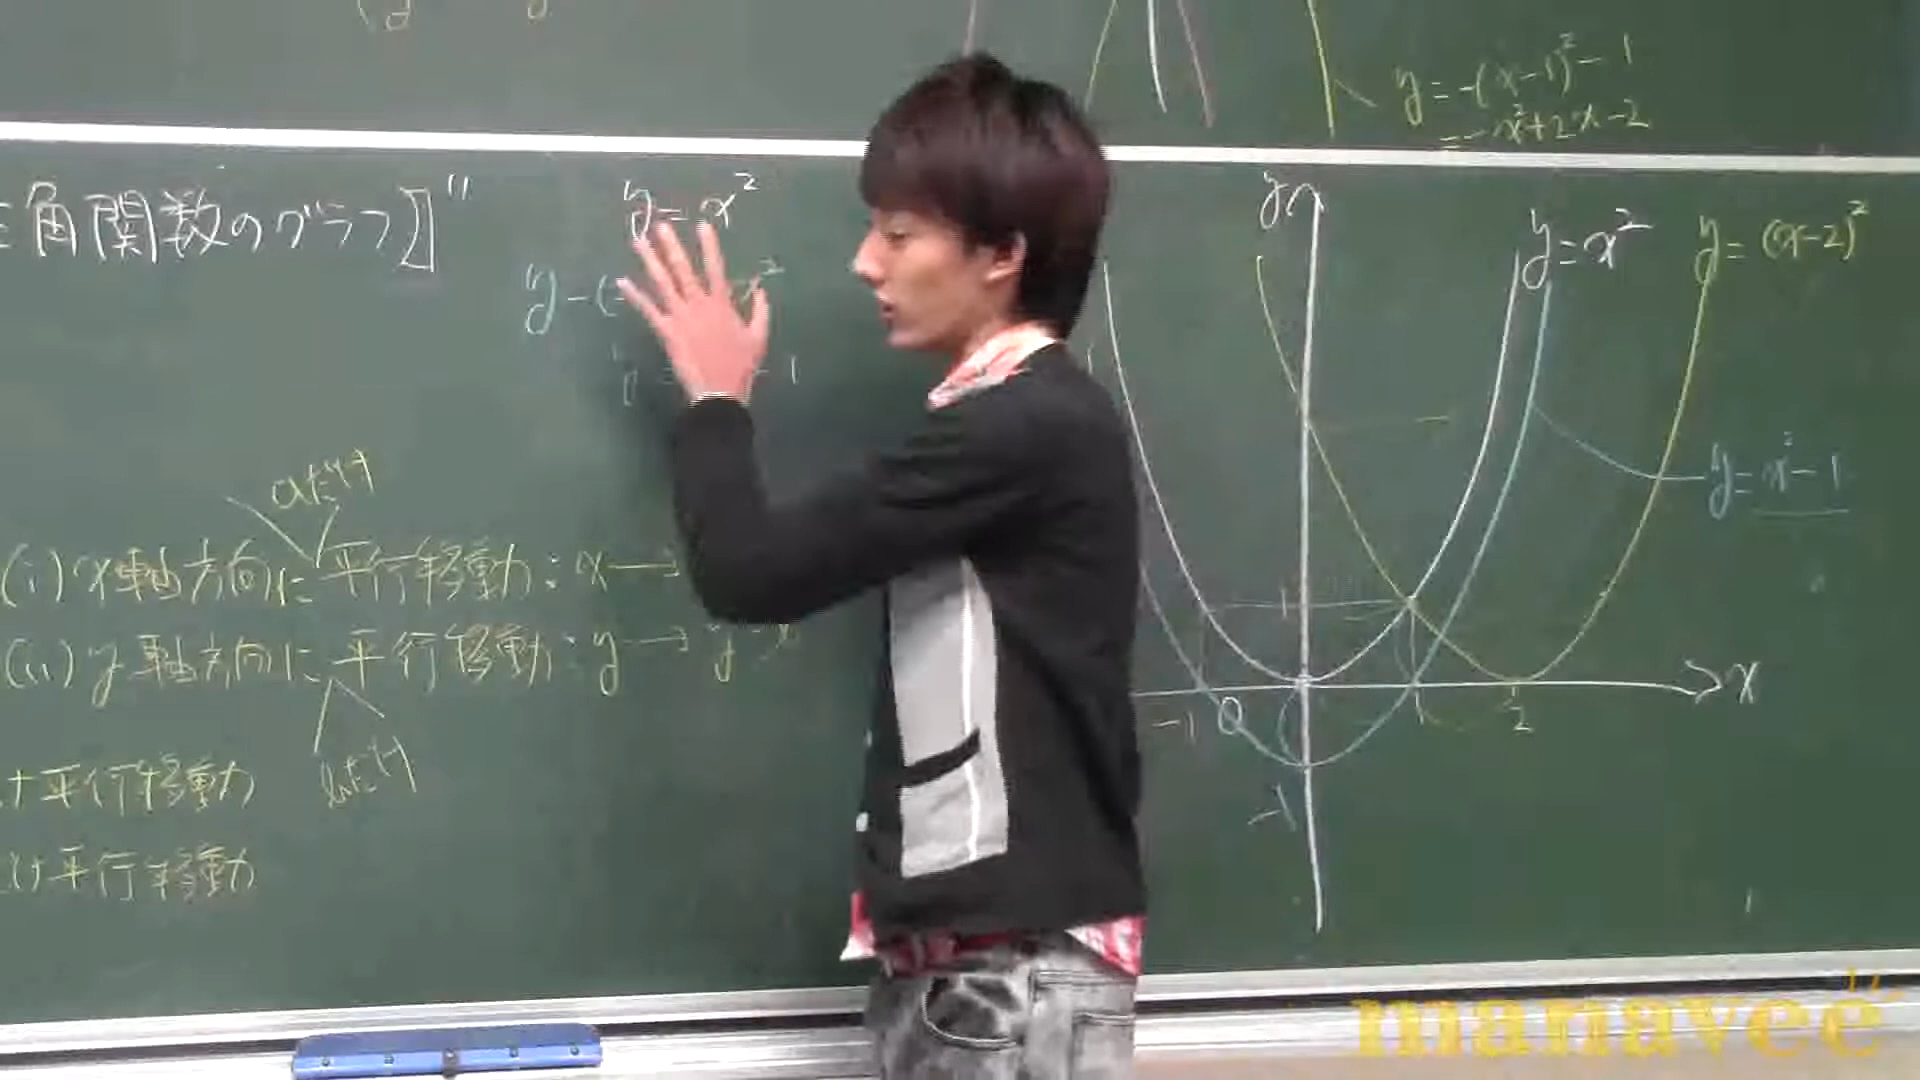 y=-(x-1)²-1
=-x²+2x-2
角関数のグラフ〛"
y=x²
y-(
-1
aだけ
(i) x軸方向に平行移動:x→
(ii) y軸方向に平行移動:y→y-
bだけ
け平行移動
け平行移動
y
y=x²
y=(x-2)²
y=x²-1
1
x
-1
0
1
2
-1
manavee